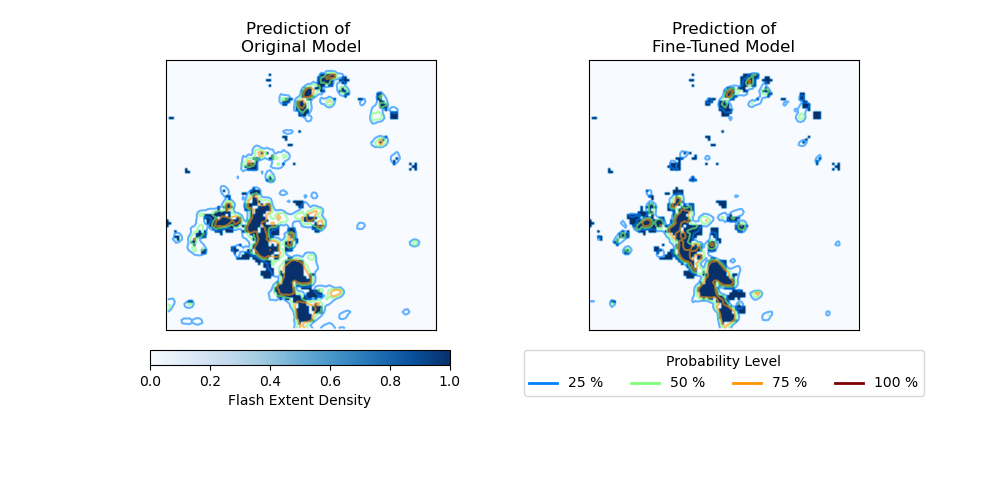 Prediction of
Original Model
Prediction of
Fine-Tuned Model
0.0 0.2 0.4 0.6 0.8 1.0
Flash Extent Density
Probability Level
25 % 50 % 75 % 100 %